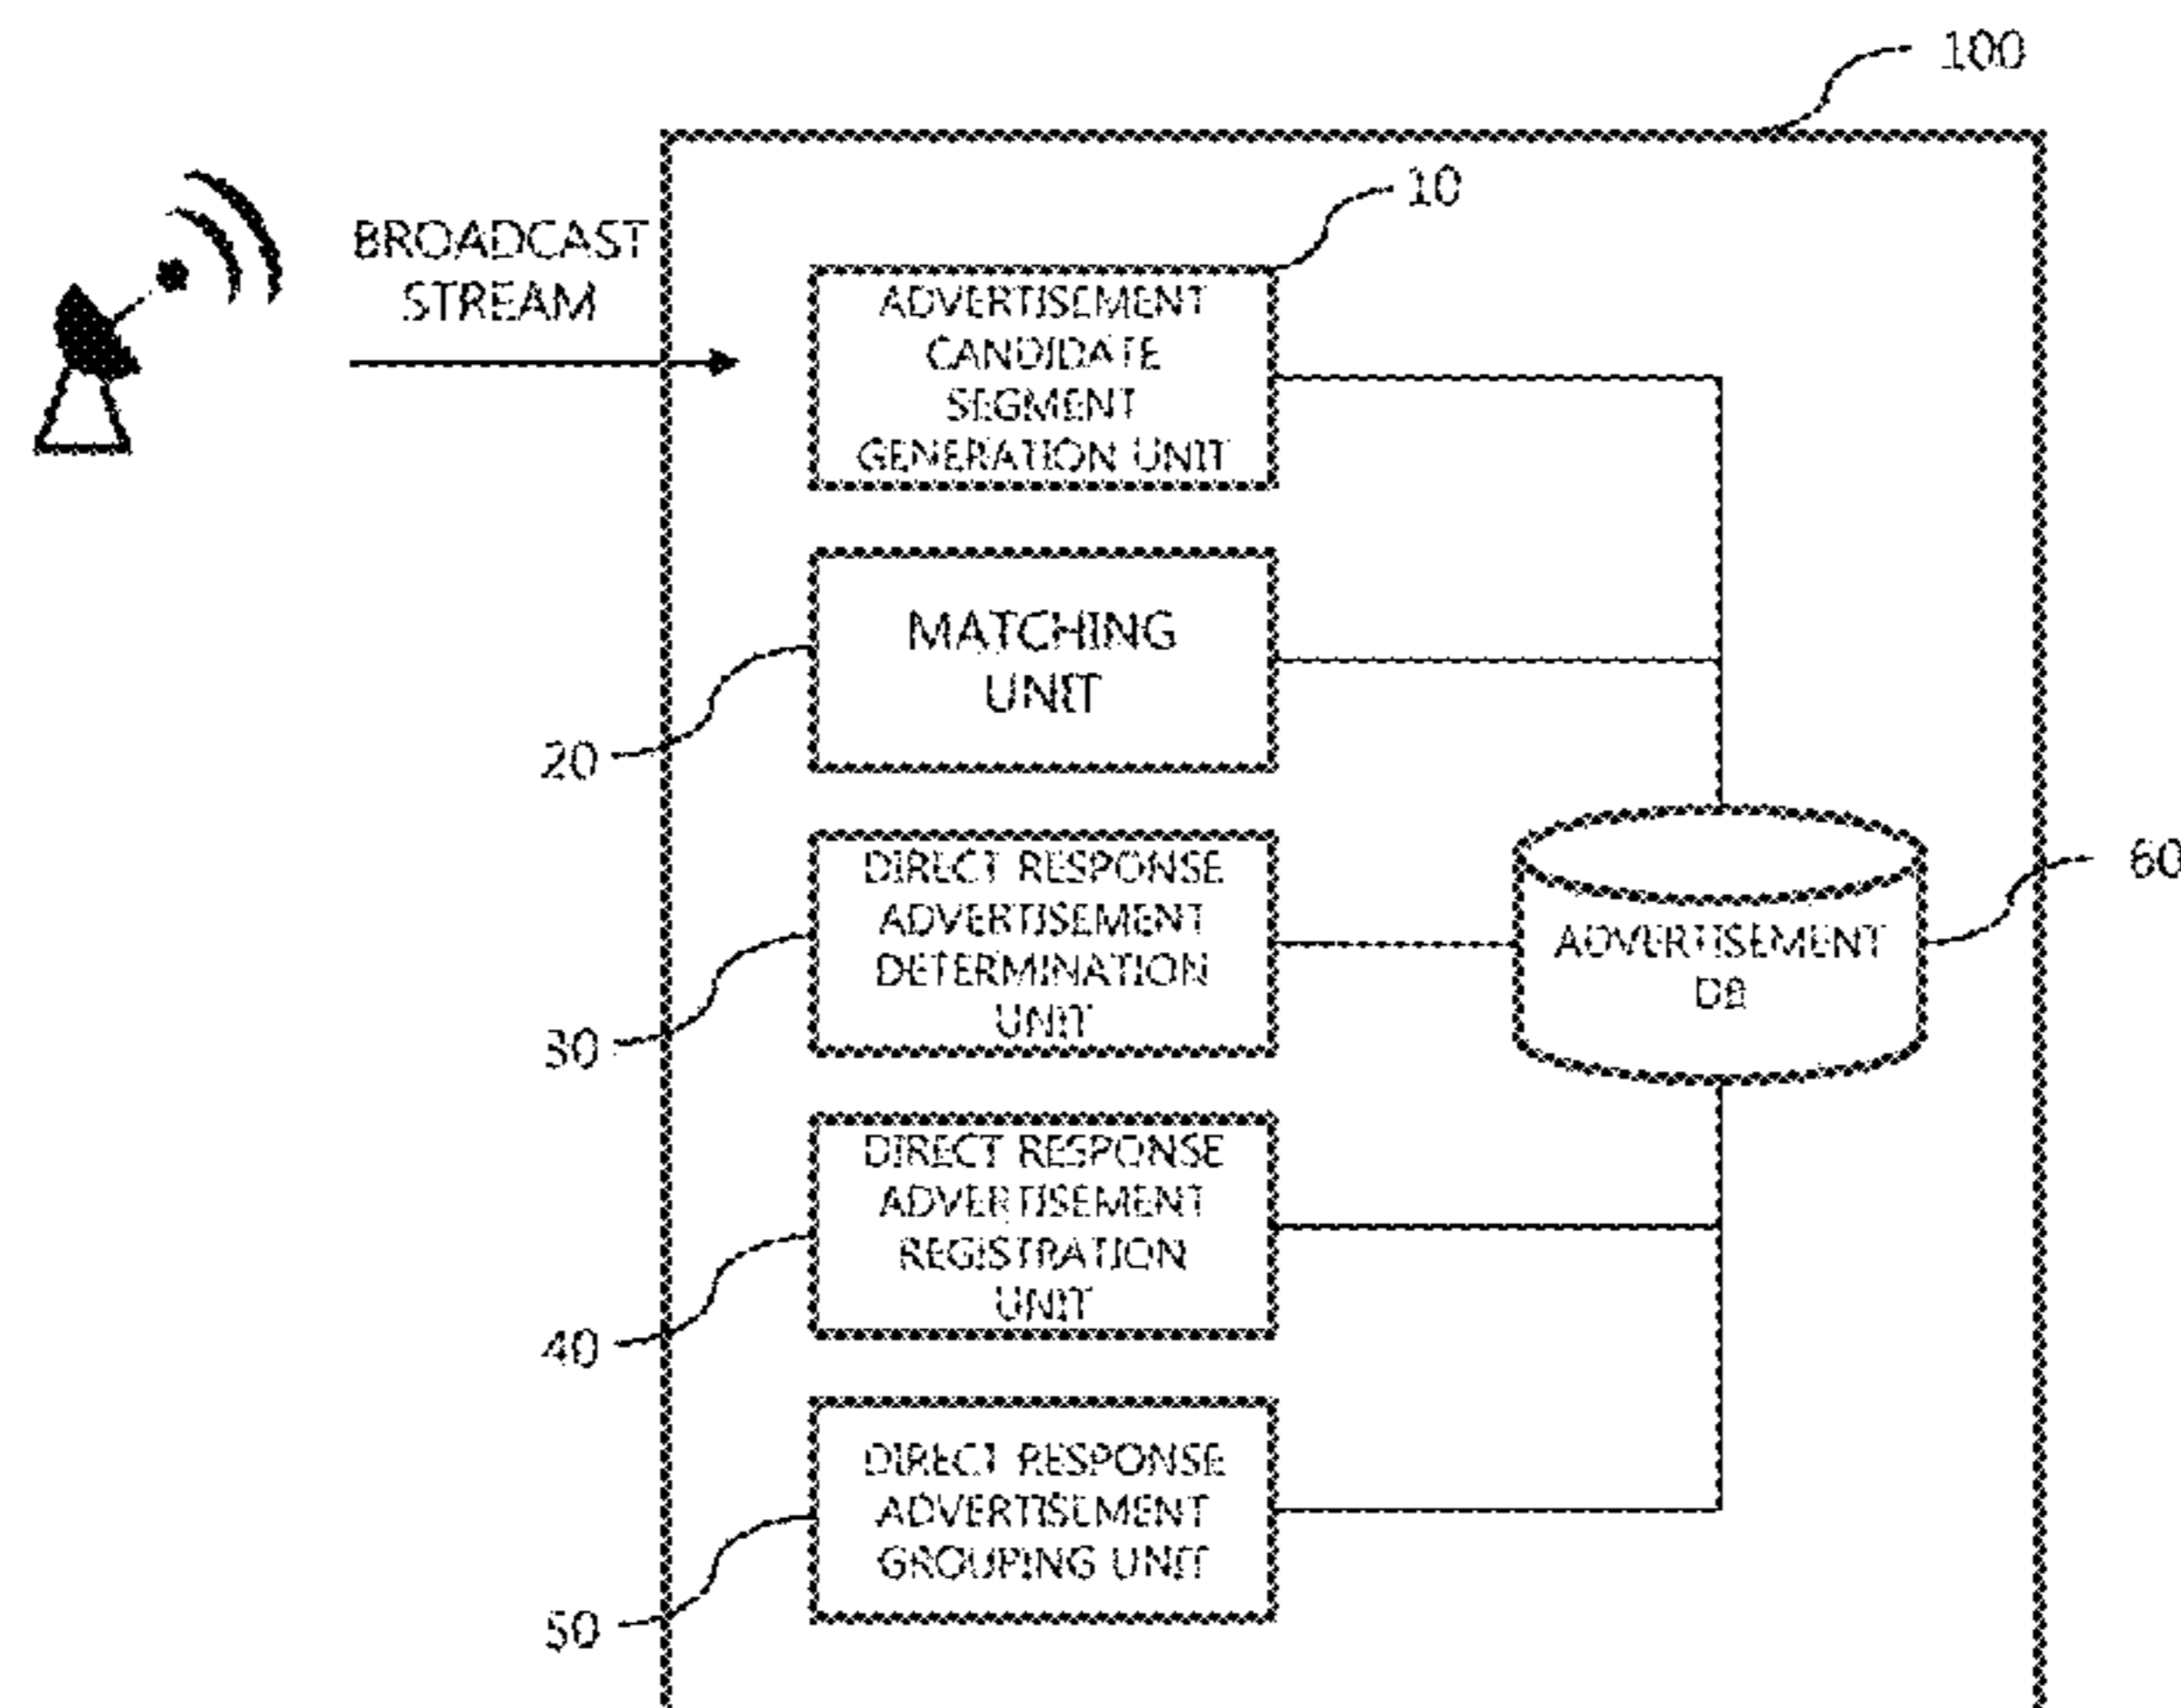 100
10
BROADCAST
STREAM
ADVERTISEMENT
CANDIDATE
SEGMENT
GENERATION UNIT
MATCHING
UNIT
20
DIRECT RESPONSE
ADVERTISEMENT
DETERMINATION
UNIT
30
60
ADVERTISEMENT
DB
DIRECT RESPONSE
ADVERTISEMENT
REGISTRATION
UNIT
40
DIRECT RESPONSE
ADVERTISEMENT
GROUPING UNIT
50